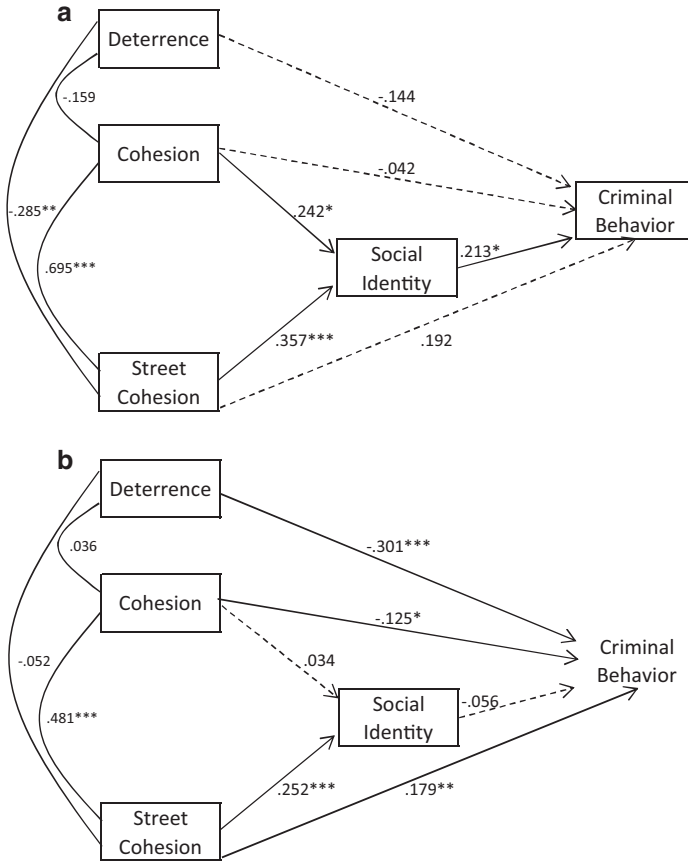 a
Deterrence
-.159
-.144
Cohesion
-.042
Criminal
Behavior
-.285**
.242*
Social
Identity
.213*
.695***
.357***
.192
Street
Cohesion
b
Deterrence
.036
-.301***
Cohesion
-.125*
Criminal
Behavior
-.052
.034
Social
Identity
-.056
.481***
.252***
.179**
Street
Cohesion